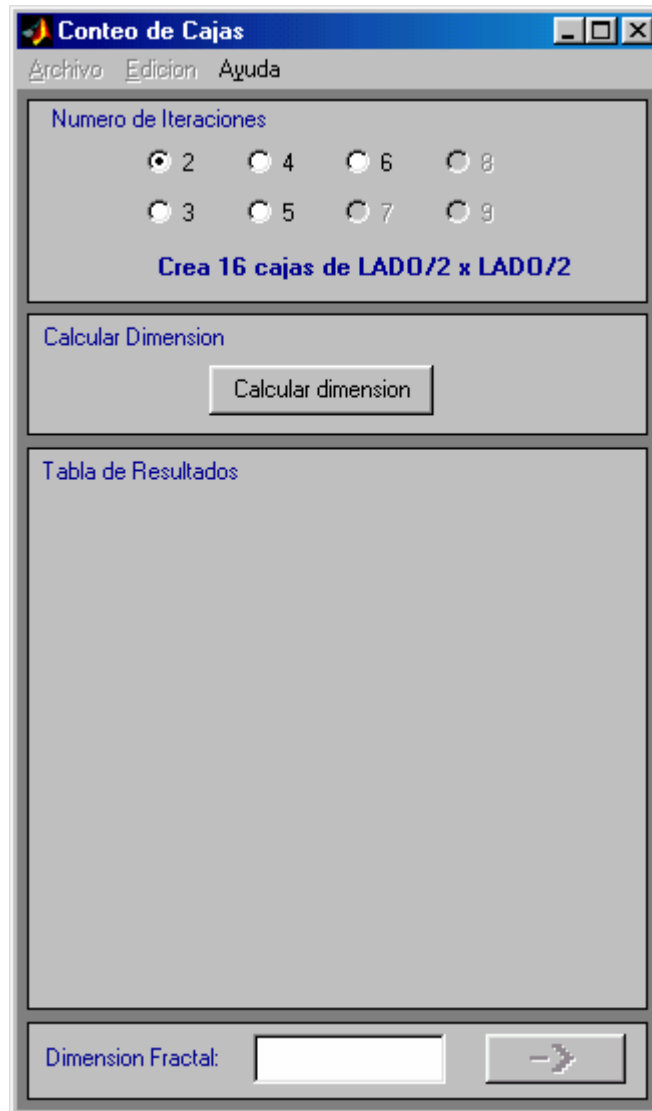 Conteo de Cajas
Archivo Edicion Ayuda
Numero de Iteraciones
2 4 6 8
3 5 7 9
Crea 16 cajas de LADO/2 x LADO/2
Calcular Dimension
Calcular dimension
Tabla de Resultados
Dimension Fractal: